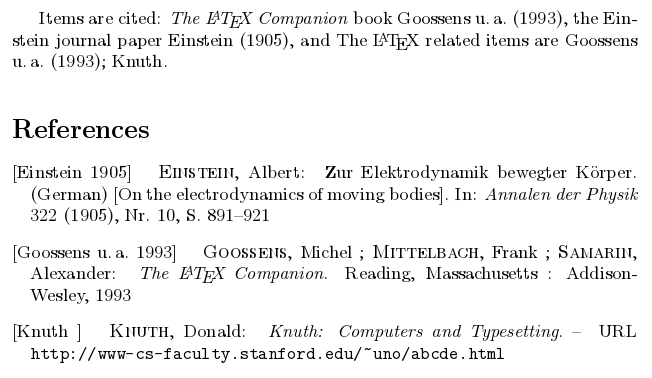 Items are cited: The LATEX Companion book Goossens u. a. (1993), the Ein-
stein journal paper Einstein (1905), and The LATEX related items are Goossens
u. a. (1993); Knuth.
References
[Einstein 1905] Einstein, Albert: Zur Elektrodynamik bewegter Körper.
(German) [On the electrodynamics of moving bodies]. In: Annalen der Physik
322 (1905), Nr. 10, S. 891–921
[Goossens u. a. 1993] Goossens, Michel ; Mittelbach, Frank ; Samarin,
Alexander: The LATEX Companion. Reading, Massachusetts : Addison-
Wesley, 1993
[Knuth ] Knuth, Donald: Knuth: Computers and Typesetting. – URL
http://www-cs-faculty.stanford.edu/~uno/abcde.html